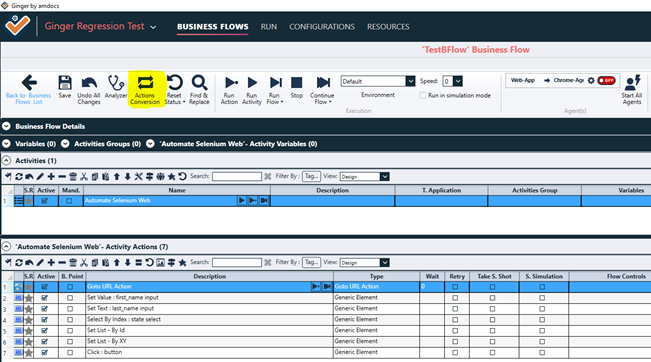 Ginger by amdocs
Ginger Regression Test
BUSINESS FLOWS
RUN
CONFIGURATIONS
RESOURCES
'TestBFlow' Business Flow
Back to Business Flows List
Save
Undo All Changes
Analyzer
Actions Conversion
Reset Status
Find & Replace
Run Action
Run Activity
Run Flow
Stop
Continue Flow
Default
Environment
Speed: 0
Run in simulation mode
Execution
Web-App
Chrome-Age
OFF
Start All Agents
Agent(s)
Business Flow Details
Variables (0)
Activities Groups (0)
'Automate Selenium Web'- Activity Variables (0)
Activities (1)
Search:
Filter By :
Tag...
View: Design
S.R Active Mand. Name Description T. Application Activities Group Variables
1 Automate Selenium Web
'Automate Selenium Web'- Activity Actions (7)
Search:
Filter By :
Tag...
View: Design
S.R Active B. Point Description Type Wait Retry Take S. Shot S. Simulation Flow Controls
1 Goto URL Action Goto URL Action 0
2 Set Value : first_name input Generic Element
3 Set Text : last_name input Generic Element
4 Select By Index : state select Generic Element
5 Set List - By Id Generic Element
6 Set List - By XY Generic Element
7 Click : button Generic Element